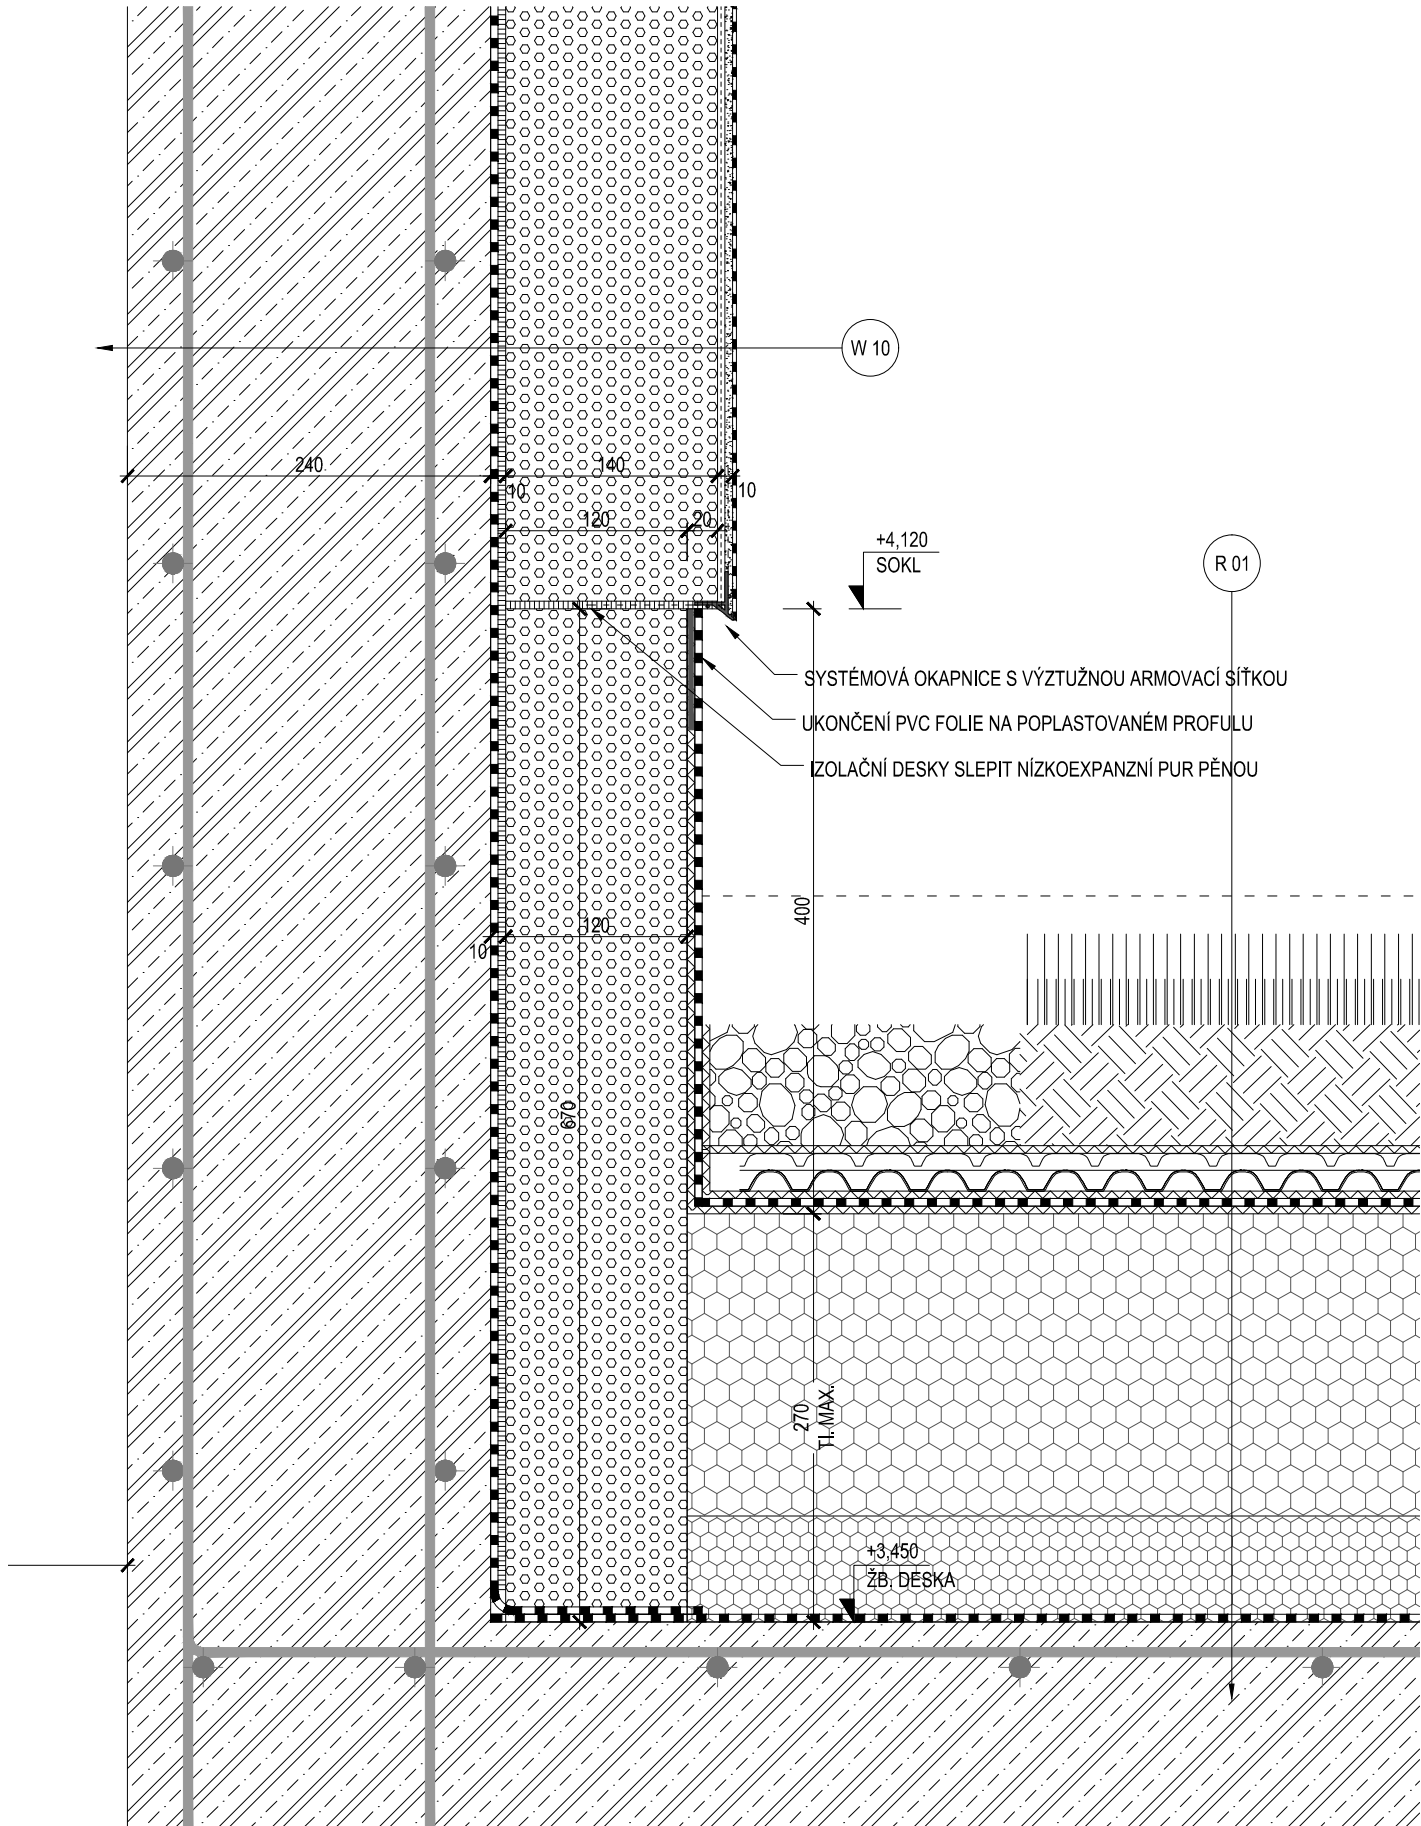 W 10
240
140
10
10
120
20
+4,120
SOKL
R 01
SYSTÉMOVÁ OKAPNICE S VÝZTUŽNOU ARMOVACÍ SÍŤKOU
UKONČENÍ PVC FOLIE NA POPLASTOVANÉM PROFULU
IZOLAČNÍ DESKY SLEPIT NÍZKOEXPANZNÍ PUR PĚNOU
400
120
10
670
270
TI. MAX.
+3,450
ŽB. DESKA